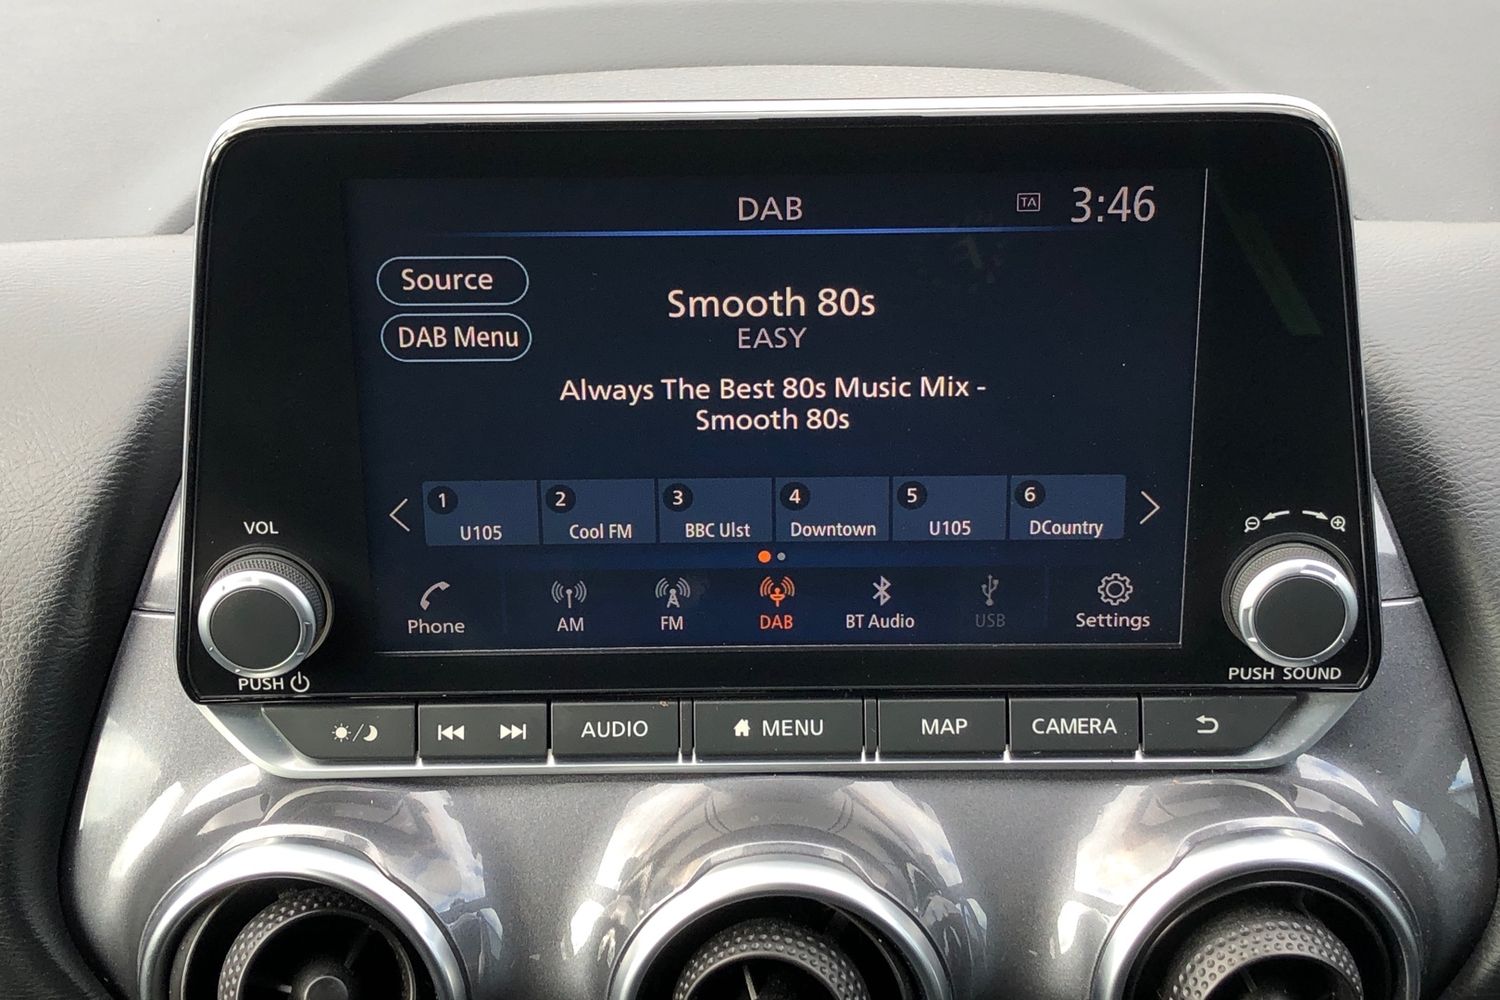 DAB
TA
3:46
Source
DAB Menu
Smooth 80s
EASY
Always The Best 80s Music Mix -
Smooth 80s
1 U105
2 Cool FM
3 BBC Ulst
4 Downtown
5 U105
6 DCountry
Phone
AM
FM
DAB
BT Audio
USB
Settings
VOL
PUSH
PUSH SOUND
AUDIO
MENU
MAP
CAMERA